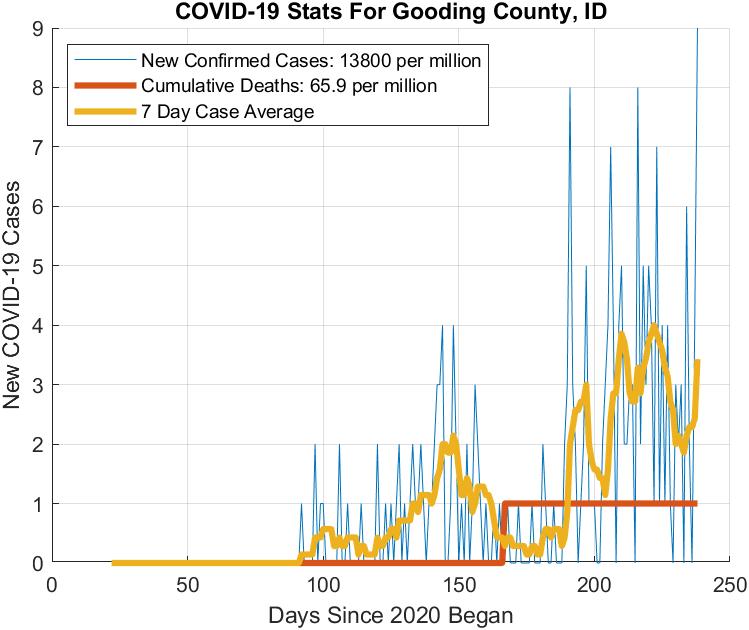 COVID-19 Stats For Gooding County, ID
New Confirmed Cases: 13800 per million
Cumulative Deaths: 65.9 per million
7 Day Case Average
New COVID-19 Cases
9
8
7
6
5
4
3
2
1
0
0 50 100 150 200 250
Days Since 2020 Began